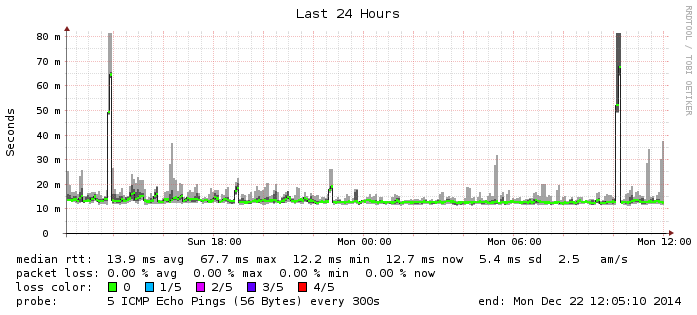 Last 24 Hours
RRDTOOL / TOBI OETIKER
Seconds
80 m
70 m
60 m
50 m
40 m
30 m
20 m
10 m
0
Sun 18:00 Mon 00:00 Mon 06:00 Mon 12:00
median rtt: 13.9 ms avg 67.7 ms max 12.2 ms min 12.7 ms now 5.4 ms sd 2.5 am/s
packet loss: 0.00 % avg 0.00 % max 0.00 % min 0.00 % now
loss color: 0 1/5 2/5 3/5 4/5
probe: 5 ICMP Echo Pings (56 Bytes) every 300s end: Mon Dec 22 12:05:10 2014